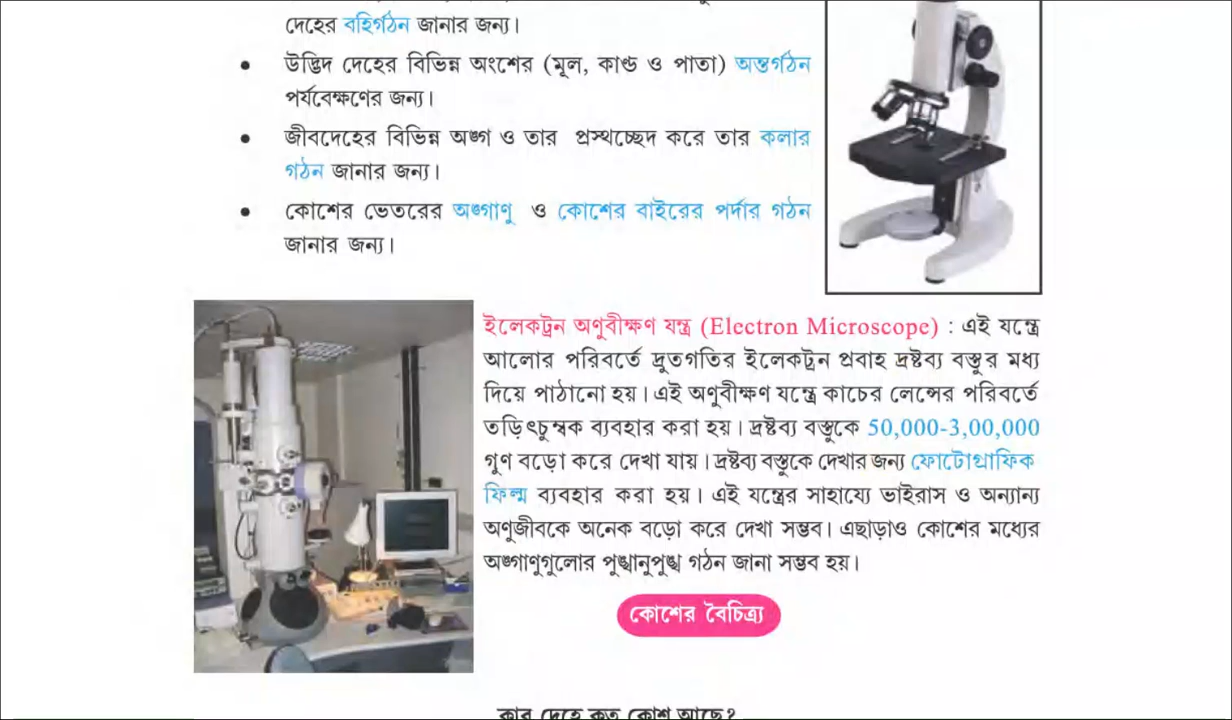 দেহের বহির্গঠন জানার জন্য।
• উদ্ভিদ দেহের বিভিন্ন অংশের (মূল, কাণ্ড ও পাতা) অন্তর্গঠন
পর্যবেক্ষণের জন্য।
• জীবদেহের বিভিন্ন অঙ্গ ও তার প্রস্থচ্ছেদ করে তার কলার
গঠন জানার জন্য।
• কোশের ভেতরের অঙ্গাণু ও কোশের বাইরের পর্দার গঠন
জানার জন্য।
ইলেকট্রন অণুবীক্ষণ যন্ত্র (Electron Microscope) : এই যন্ত্রে
আলোর পরিবর্তে দ্রুতগতির ইলেকট্রন প্রবাহ দ্রষ্টব্য বস্তুর মধ্য
দিয়ে পাঠানো হয়। এই অণুবীক্ষণ যন্ত্রে কাচের লেন্সের পরিবর্তে
তড়িৎচুম্বক ব্যবহার করা হয়। দ্রষ্টব্য বস্তুকে 50,000-3,00,000
গুণ বড়ো করে দেখা যায়। দ্রষ্টব্য বস্তুকে দেখার জন্য ফোটোগ্রাফিক
ফিল্ম ব্যবহার করা হয়। এই যন্ত্রের সাহায্যে ভাইরাস ও অন্যান্য
অণুজীবকে অনেক বড়ো করে দেখা সম্ভব। এছাড়াও কোশের মধ্যের
অঙ্গাণুগুলোর পুঙ্খানুপুঙ্খ গঠন জানা সম্ভব হয়।
কোশের বৈচিত্র্য
কার দেহে কত কোশ আছে?